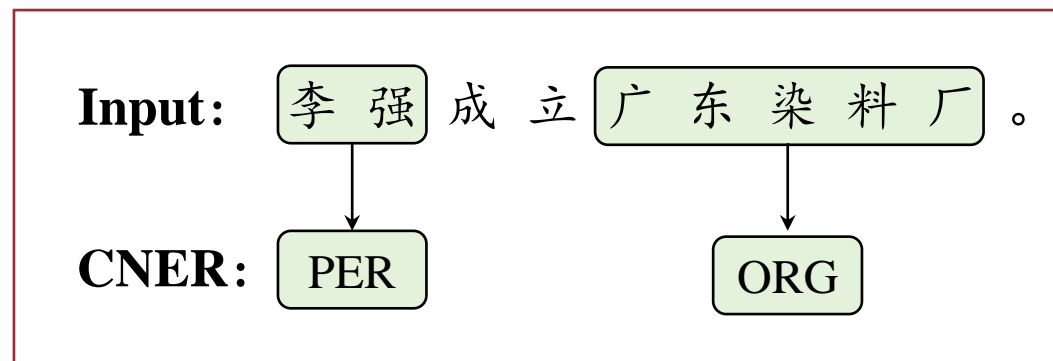 Input: 李 强 成 立 广 东 染 料 厂 。
CNER: PER ORG